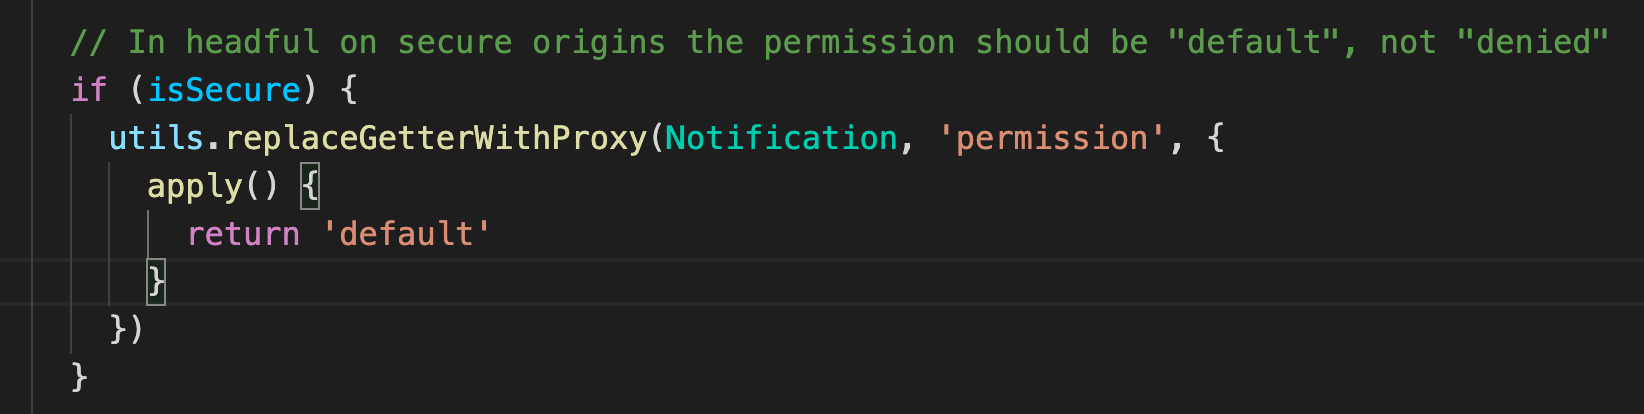 // In headful on secure origins the permission should be "default", not "denied"
if (isSecure) {
utils.replaceGetterWithProxy(Notification, 'permission', {
apply() {
return 'default'
}
})
}